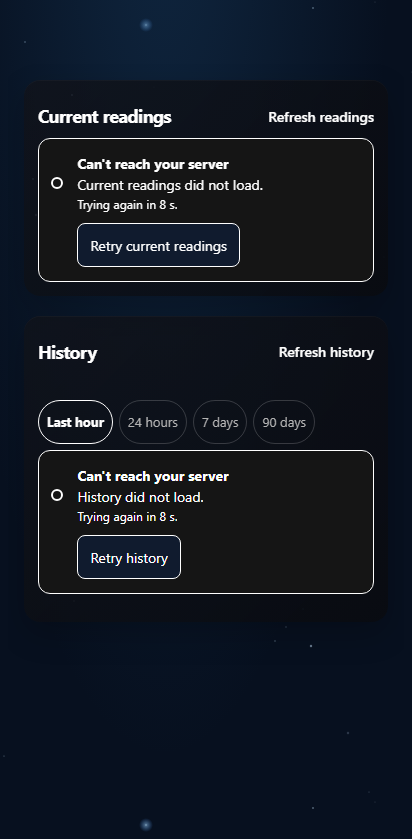 Current readings
Refresh readings
Can't reach your server
Current readings did not load.
Trying again in 8 s.
Retry current readings
History
Refresh history
Last hour
24 hours
7 days
90 days
Can't reach your server
History did not load.
Trying again in 8 s.
Retry history